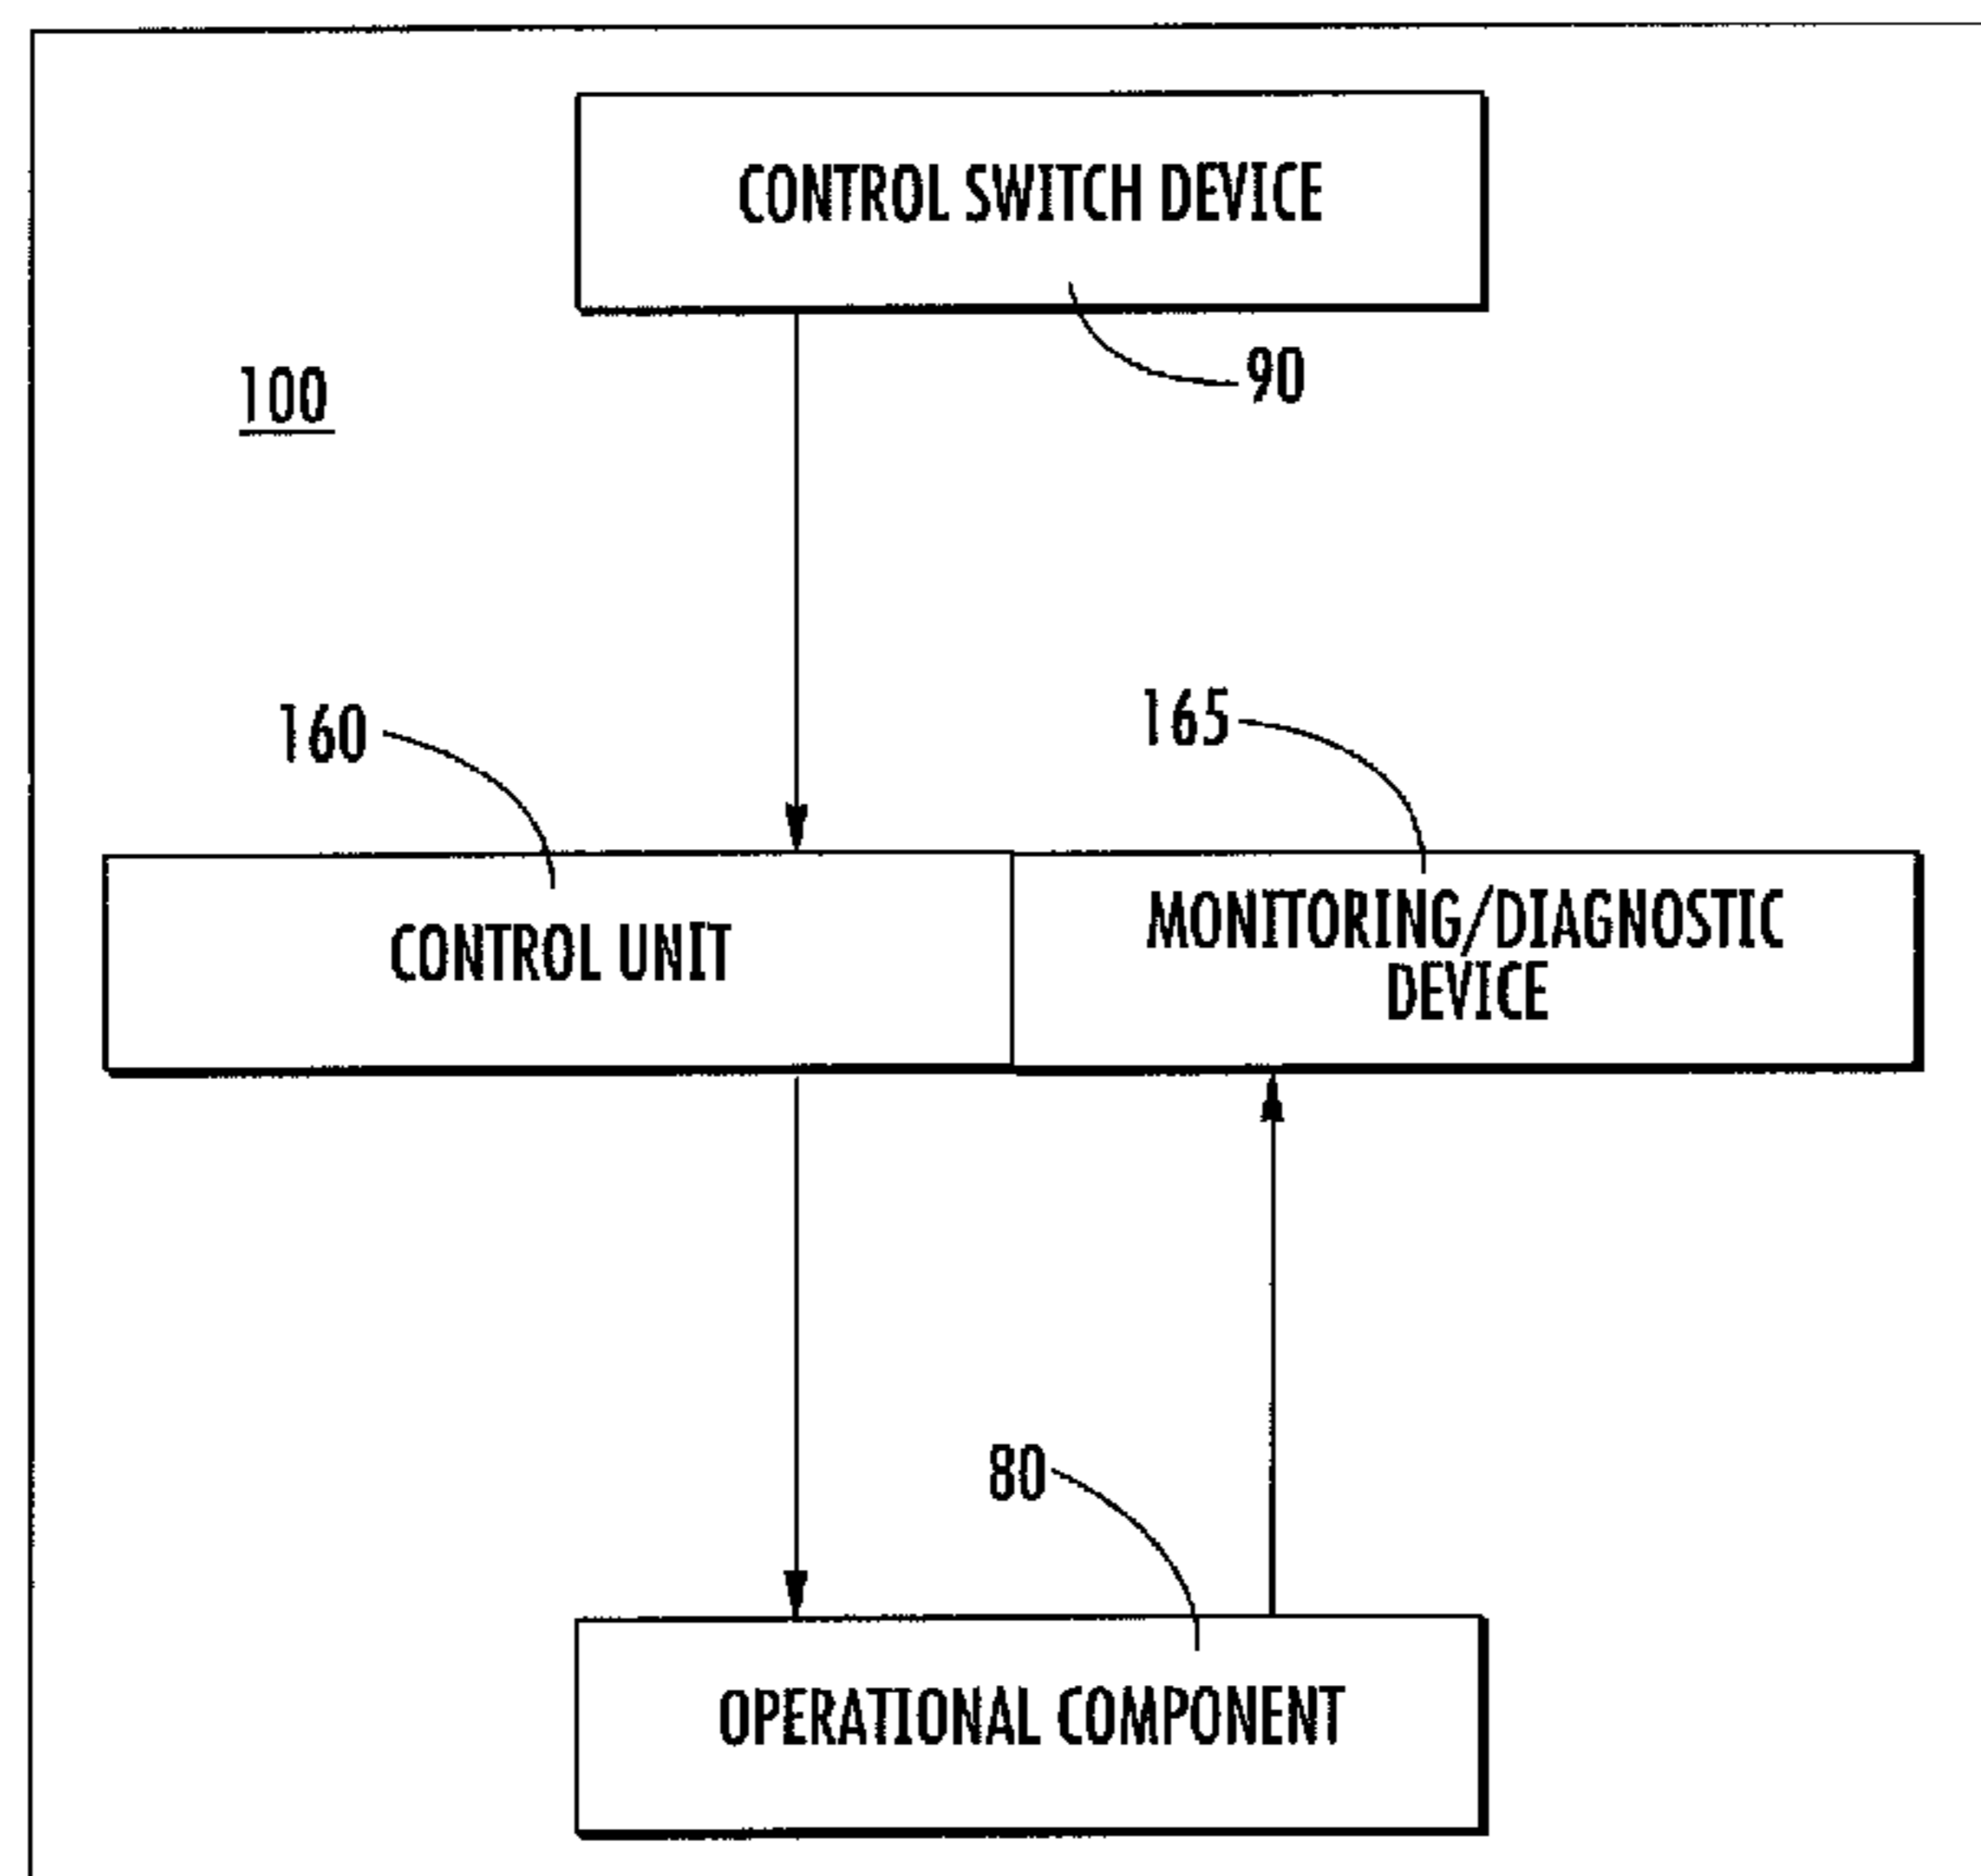 CONTROL SWITCH DEVICE
90
100
160
165
CONTROL UNIT
MONITORING/DIAGNOSTIC
DEVICE
80
OPERATIONAL COMPONENT